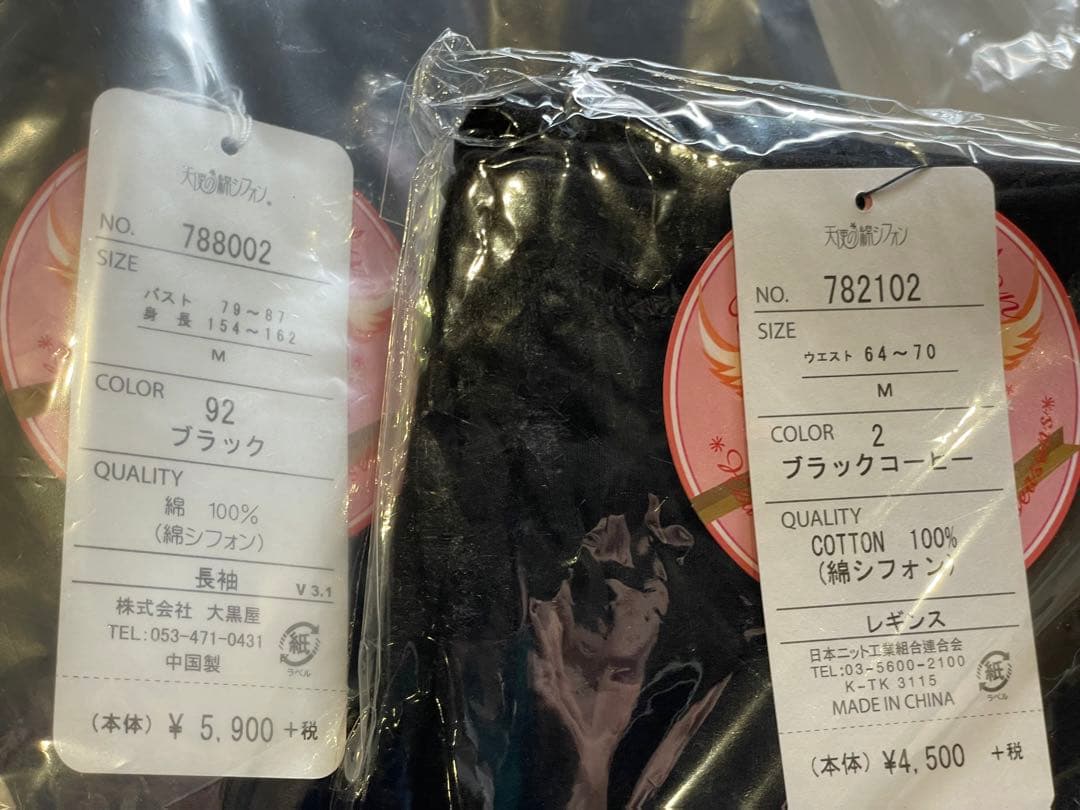 天使の綿シフォン®
NO. 788002
SIZE
バスト 79～87
身長 154～162
M
COLOR
92
ブラック
QUALITY
綿 100%
(綿シフォン)
長袖 V 3.1
株式会社 大黒屋
TEL:053-471-0431
中国製
紙
ラベル
(本体) ¥ 5,900 +税
天使の綿シフォン
NO. 782102
SIZE
ウエスト 64～70
M
COLOR 2
ブラックコーヒー
QUALITY
COTTON 100%
(綿シフォン)
レギンス
日本ニット工業組合連合会
TEL:03-5600-2100
K-TK 3115
MADE IN CHINA
紙
ラベル
(本体) ¥4,500 +税